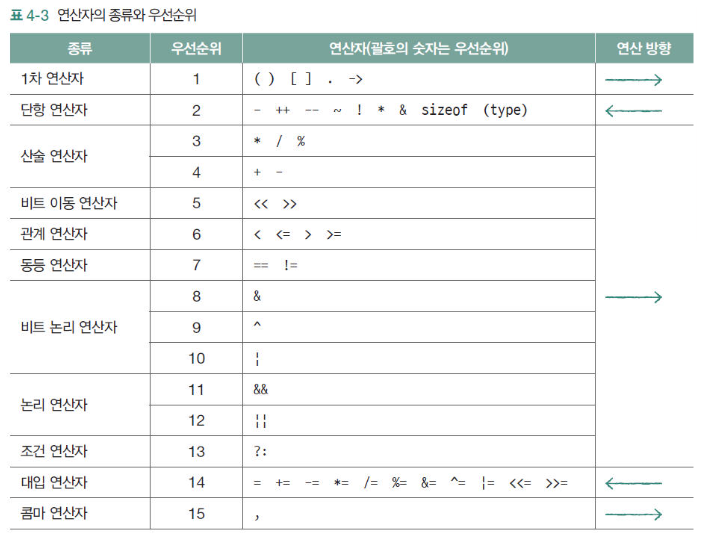 표 4-3 연산자의 종류와 우선순위
종류 우선순위 연산자(괄호의 숫자는 우선순위) 연산 방향
1차 연산자 1 ( ) [ ] . ->
단항 연산자 2 - ++ -- ~ ! * & sizeof (type)
산술 연산자 3 * / %
4 + -
비트 이동 연산자 5 << >>
관계 연산자 6 < <= > >=
동등 연산자 7 == !=
비트 논리 연산자 8 &
9 ^
10 ¦
논리 연산자 11 &&
12 ¦¦
조건 연산자 13 ?:
대입 연산자 14 = += -= *= /= %= &= ^= ¦= <<= >>=
콤마 연산자 15 ,